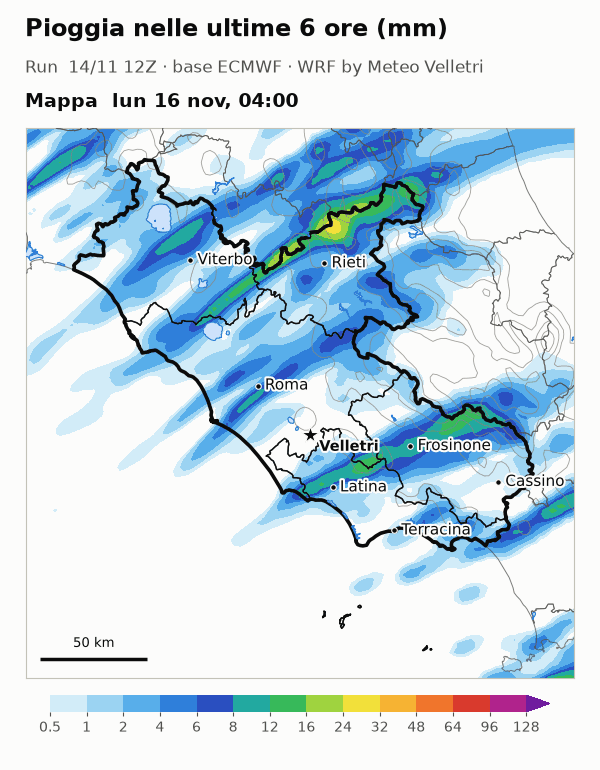 Pioggia nelle ultime 6 ore (mm)
Run  14/11 12Z · base ECMWF · WRF by Meteo Velletri
Mappa  lun 16 nov, 04:00
Viterbo
Rieti
Roma
Velletri
Frosinone
Latina
Cassino
Terracina
50 km
0.5 1 2 4 6 8 12 16 24 32 48 64 96 128